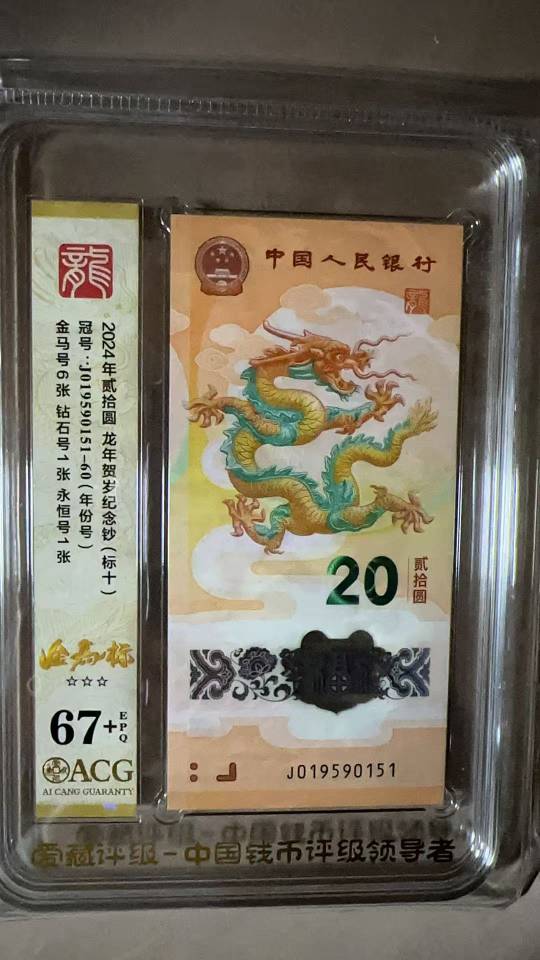 龍
2024年贰拾圆 龙年贺岁纪念钞(标十)
冠号:J019590151-60(年份号)
金马号6张 钻石号1张 永恒号1张
金马标
67+EPQ
ACG
AI CANG GUARANTY
中国人民银行
龍
20
贰拾圆
J019590151
爱藏评级-中国钱币评级领导者